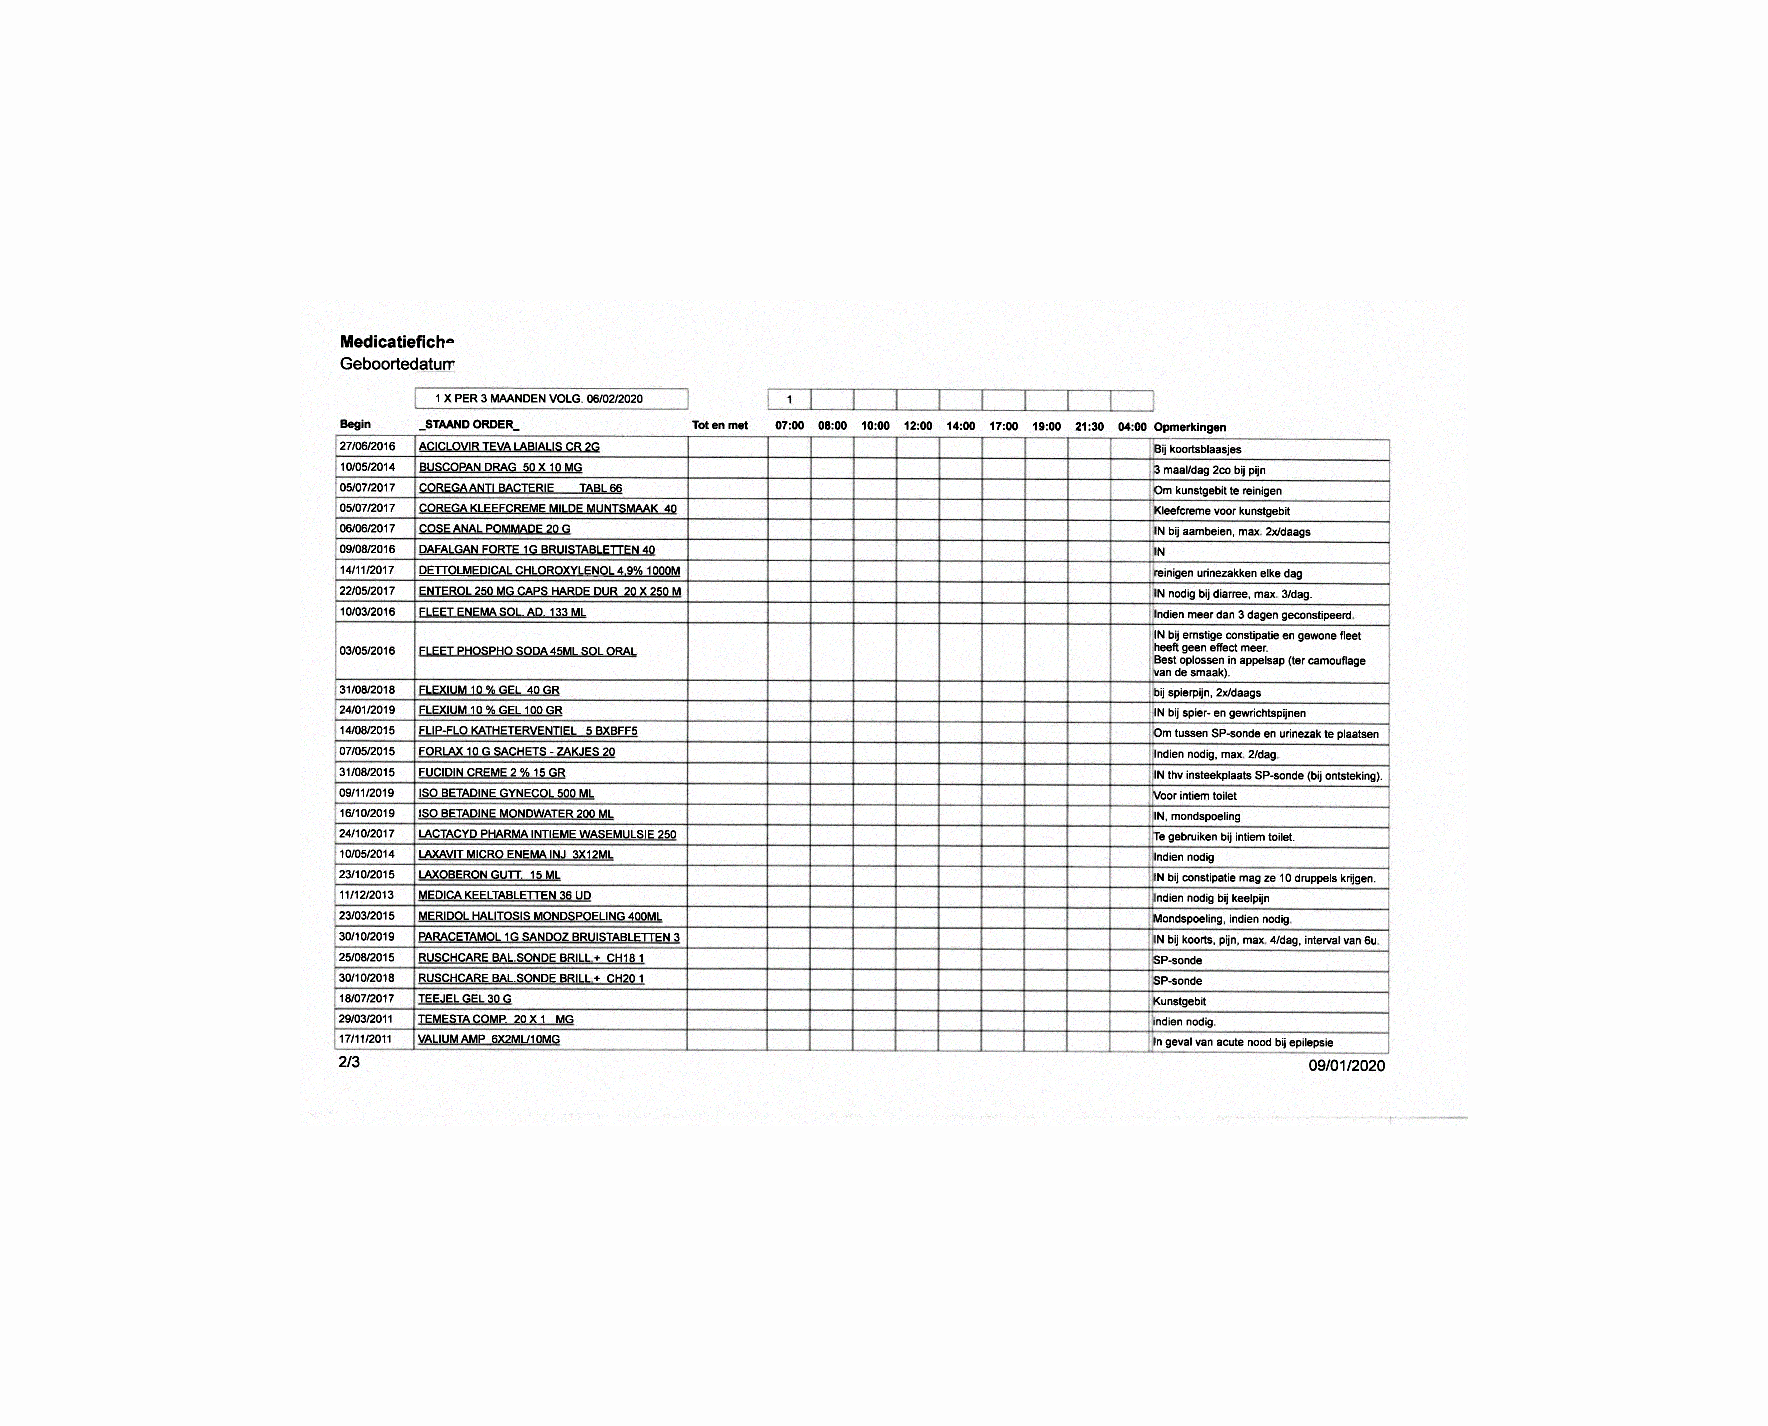 Medicatiefiche
Geboortedatum
1 X PER 3 MAANDEN VOLG. 06/02/2020 1
Begin _STAAND ORDER_ Tot en met 07:00 08:00 10:00 12:00 14:00 17:00 19:00 21:30 04:00 Opmerkingen
27/06/2016 ACICLOVIR TEVA LABIALIS CR 2G Bij koortsblaasjes
10/05/2014 BUSCOPAN DRAG 50 X 10 MG 3 maal/dag 2co bij pijn
05/07/2017 COREGA ANTI BACTERIE TABL 66 Om kunstgebit te reinigen
05/07/2017 COREGA KLEEFCREME MILDE MUNTSMAAK 40 Kleefcreme voor kunstgebit
06/06/2017 COSE ANAL POMMADE 20 G IN bij aambeien, max. 2x/daags
09/08/2016 DAFALGAN FORTE 1G BRUISTABLETTEN 40 IN
14/11/2017 DETTOLMEDICAL CHLOROXYLENOL 4,9% 1000M reinigen urinezakken elke dag
22/05/2017 ENTEROL 250 MG CAPS HARDE DUR 20 X 250 M IN nodig bij diarree, max. 3/dag.
10/03/2016 FLEET ENEMA SOL. AD. 133 ML Indien meer dan 3 dagen geconstipeerd.
03/05/2016 FLEET PHOSPHO SODA 45ML SOL ORAL IN bij ernstige constipatie en gewone fleet
heeft geen effect meer.
Best oplossen in appelsap (ter camouflage
van de smaak).
31/08/2018 FLEXIUM 10 % GEL 40 GR bij spierpijn, 2x/daags
24/01/2019 FLEXIUM 10 % GEL 100 GR IN bij spier- en gewrichtspijnen
14/08/2015 FLIP-FLO KATHETERVENTIEL 5 BXBFF5 Om tussen SP-sonde en urinezak te plaatsen
07/05/2015 FORLAX 10 G SACHETS - ZAKJES 20 Indien nodig, max. 2/dag.
31/08/2015 FUCIDIN CREME 2 % 15 GR IN thv insteekplaats SP-sonde (bij ontsteking).
09/11/2019 ISO BETADINE GYNECOL 500 ML Voor intiem toilet
16/10/2019 ISO BETADINE MONDWATER 200 ML IN, mondspoeling
24/10/2017 LACTACYD PHARMA INTIEME WASEMULSIE 250 Te gebruiken bij intiem toilet.
10/05/2014 LAXAVIT MICRO ENEMA INJ 3X12ML Indien nodig
23/10/2015 LAXOBERON GUTT. 15 ML IN bij constipatie mag ze 10 druppels krijgen.
11/12/2013 MEDICA KEELTABLETTEN 36 UD Indien nodig bij keelpijn
23/03/2015 MERIDOL HALITOSIS MONDSPOELING 400ML Mondspoeling, indien nodig.
30/10/2019 PARACETAMOL 1G SANDOZ BRUISTABLETTEN 3 IN bij koorts, pijn, max. 4/dag, interval van 6u.
25/08/2015 RUSCHCARE BAL.SONDE BRILL.+ CH18 1 SP-sonde
30/10/2018 RUSCHCARE BAL.SONDE BRILL.+ CH20 1 SP-sonde
18/07/2017 TEEJEL GEL 30 G Kunstgebit
29/03/2011 TEMESTA COMP. 20 X 1 MG indien nodig.
17/11/2011 VALIUM AMP 6X2ML/10MG In geval van acute nood bij epilepsie
2/3 09/01/2020